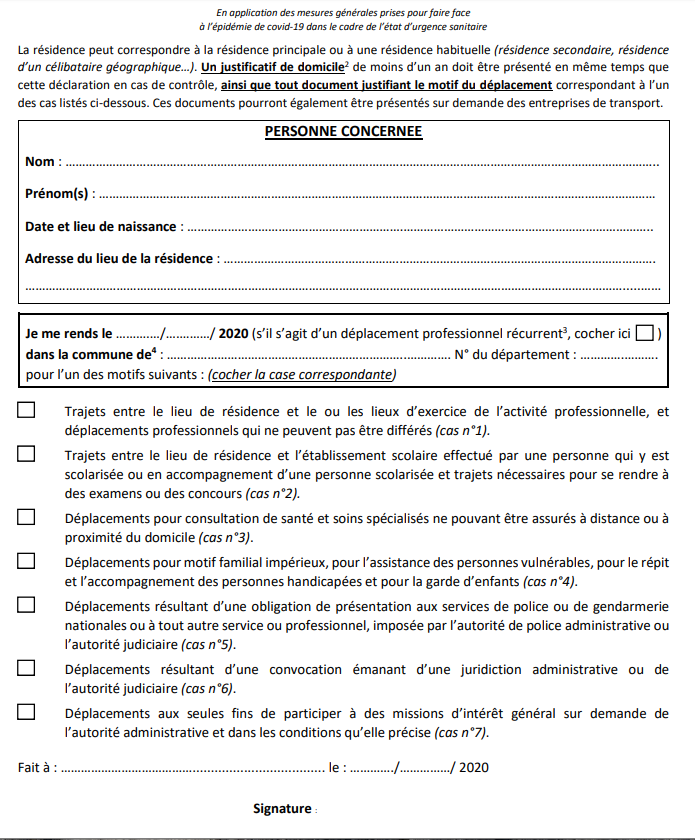 En application des mesures générales prises pour faire face
à l'épidémie de covid-19 dans le cadre de l'état d'urgence sanitaire
La résidence peut correspondre à la résidence principale ou à une résidence habituelle (résidence secondaire, résidence
d'un célibataire géographique…). Un justificatif de domicile² de moins d'un an doit être présenté en même temps que
cette déclaration en cas de contrôle, ainsi que tout document justifiant le motif du déplacement correspondant à l'un
des cas listés ci-dessous. Ces documents pourront également être présentés sur demande des entreprises de transport.
PERSONNE CONCERNEE
Nom : ........................................................................
Prénom(s) : ........................................................................
Date et lieu de naissance : ........................................................................
Adresse du lieu de la résidence : ........................................................................
........................................................................
Je me rends le ............/............/ 2020 (s'il s'agit d'un déplacement professionnel récurrent³, cocher ici ☐ )
dans la commune de⁴ : ........................................................................ N° du département : ........................
pour l'un des motifs suivants : (cocher la case correspondante)
☐ Trajets entre le lieu de résidence et le ou les lieux d'exercice de l'activité professionnelle, et
déplacements professionnels qui ne peuvent pas être différés (cas n°1).
☐ Trajets entre le lieu de résidence et l'établissement scolaire effectué par une personne qui y est
scolarisée ou en accompagnement d'une personne scolarisée et trajets nécessaires pour se rendre à
des examens ou des concours (cas n°2).
☐ Déplacements pour consultation de santé et soins spécialisés ne pouvant être assurés à distance ou à
proximité du domicile (cas n°3).
☐ Déplacements pour motif familial impérieux, pour l'assistance des personnes vulnérables, pour le répit
et l'accompagnement des personnes handicapées et pour la garde d'enfants (cas n°4).
☐ Déplacements résultant d'une obligation de présentation aux services de police ou de gendarmerie
nationales ou à tout autre service ou professionnel, imposée par l'autorité de police administrative ou
l'autorité judiciaire (cas n°5).
☐ Déplacements résultant d'une convocation émanant d'une juridiction administrative ou de
l'autorité judiciaire (cas n°6).
☐ Déplacements aux seules fins de participer à des missions d'intérêt général sur demande de
l'autorité administrative et dans les conditions qu'elle précise (cas n°7).
Fait à : ........................................................................ le : ............./.............../ 2020
Signature :